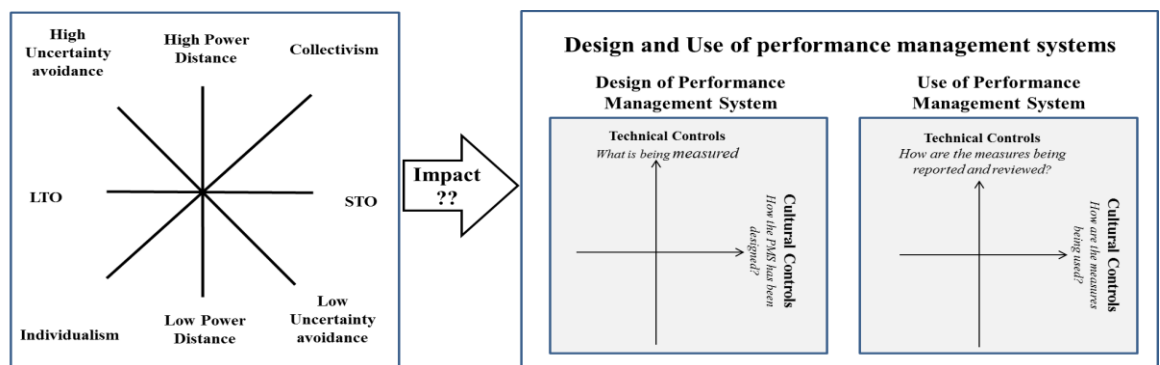 High
Uncertainty
avoidance
High Power
Distance
Collectivism
LTO
STO
Individualism
Low Power
Distance
Low
Uncertainty
avoidance
Impact
??
Design and Use of performance management systems
Design of Performance
Management System
Technical Controls
What is being measured
Cultural Controls
How the PMS has been
designed?
Use of Performance
Management System
Technical Controls
How are the measures being
reported and reviewed?
Cultural Controls
How are the measures
being used?